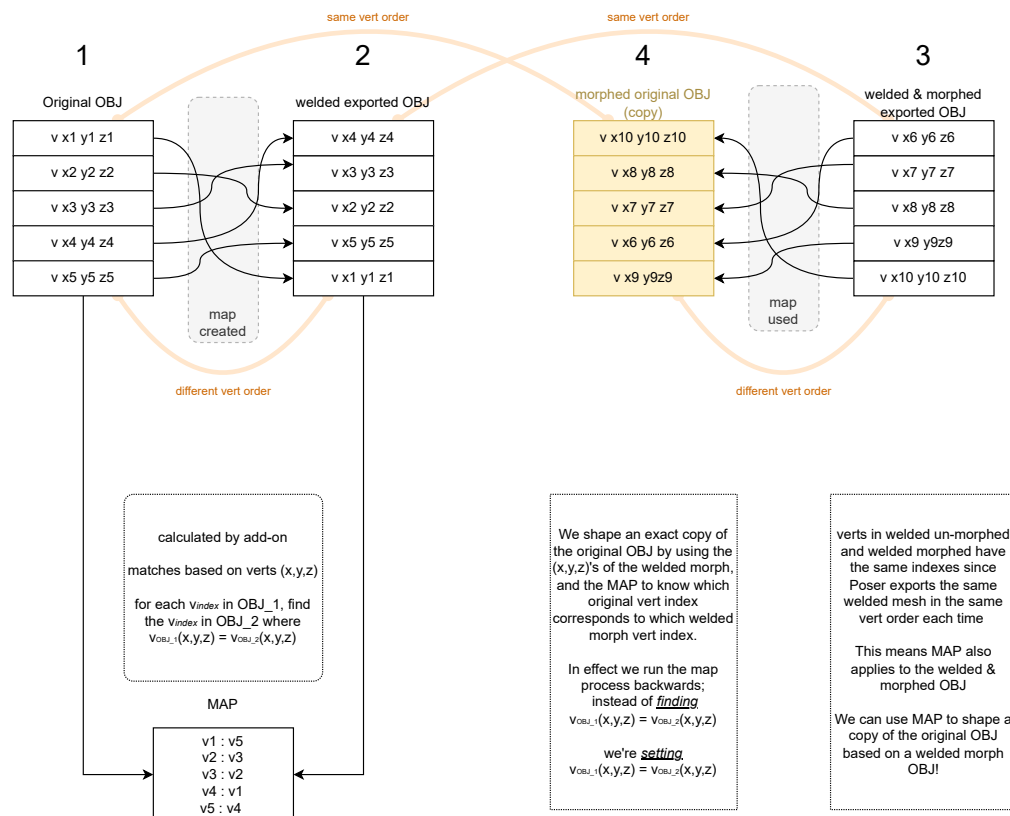 same vert order
same vert order
1
2
4
3
Original OBJ
welded exported OBJ
morphed original OBJ
(copy)
welded & morphed
exported OBJ
v x1 y1 z1
v x2 y2 z2
v x3 y3 z3
v x4 y4 z4
v x5 y5 z5
map
created
v x4 y4 z4
v x3 y3 z3
v x2 y2 z2
v x5 y5 z5
v x1 y1 z1
v x10 y10 z10
v x8 y8 z8
v x7 y7 z7
v x6 y6 z6
v x9 y9z9
map
used
v x6 y6 z6
v x7 y7 z7
v x8 y8 z8
v x9 y9z9
v x10 y10 z10
different vert order
different vert order
calculated by add-on
matches based on verts (x,y,z)
for each vindex in OBJ_1, find
the vindex in OBJ_2 where
vOBJ_1(x,y,z) = vOBJ_2(x,y,z)
MAP
v1 : v5
v2 : v3
v3 : v2
v4 : v1
v5 : v4
We shape an exact copy of
the original OBJ by using the
(x,y,z)'s of the welded morph,
and the MAP to know which
original vert index
corresponds to which welded
morph vert index.
In effect we run the map
process backwards;
instead of finding
vOBJ_1(x,y,z) = vOBJ_2(x,y,z)
we're setting
vOBJ_1(x,y,z) = vOBJ_2(x,y,z)
verts in welded un-morphed
and welded morphed have
the same indexes since
Poser exports the same
welded mesh in the same
vert order each time
This means MAP also
applies to the welded &
morphed OBJ
We can use MAP to shape a
copy of the original OBJ
based on a welded morph
OBJ!